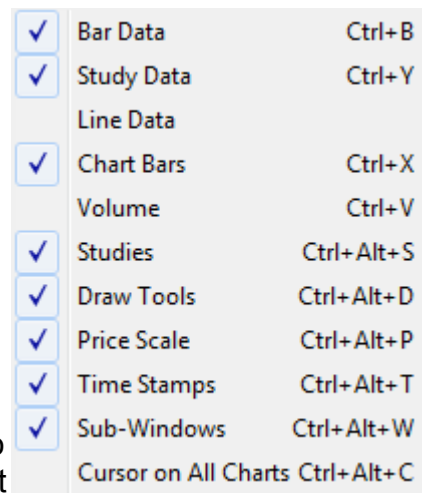 Bar Data Ctrl+B
Study Data Ctrl+Y
Line Data
Chart Bars Ctrl+X
Volume Ctrl+V
Studies Ctrl+Alt+S
Draw Tools Ctrl+Alt+D
Price Scale Ctrl+Alt+P
Time Stamps Ctrl+Alt+T
Sub-Windows Ctrl+Alt+W
Cursor on All Charts Ctrl+Alt+C